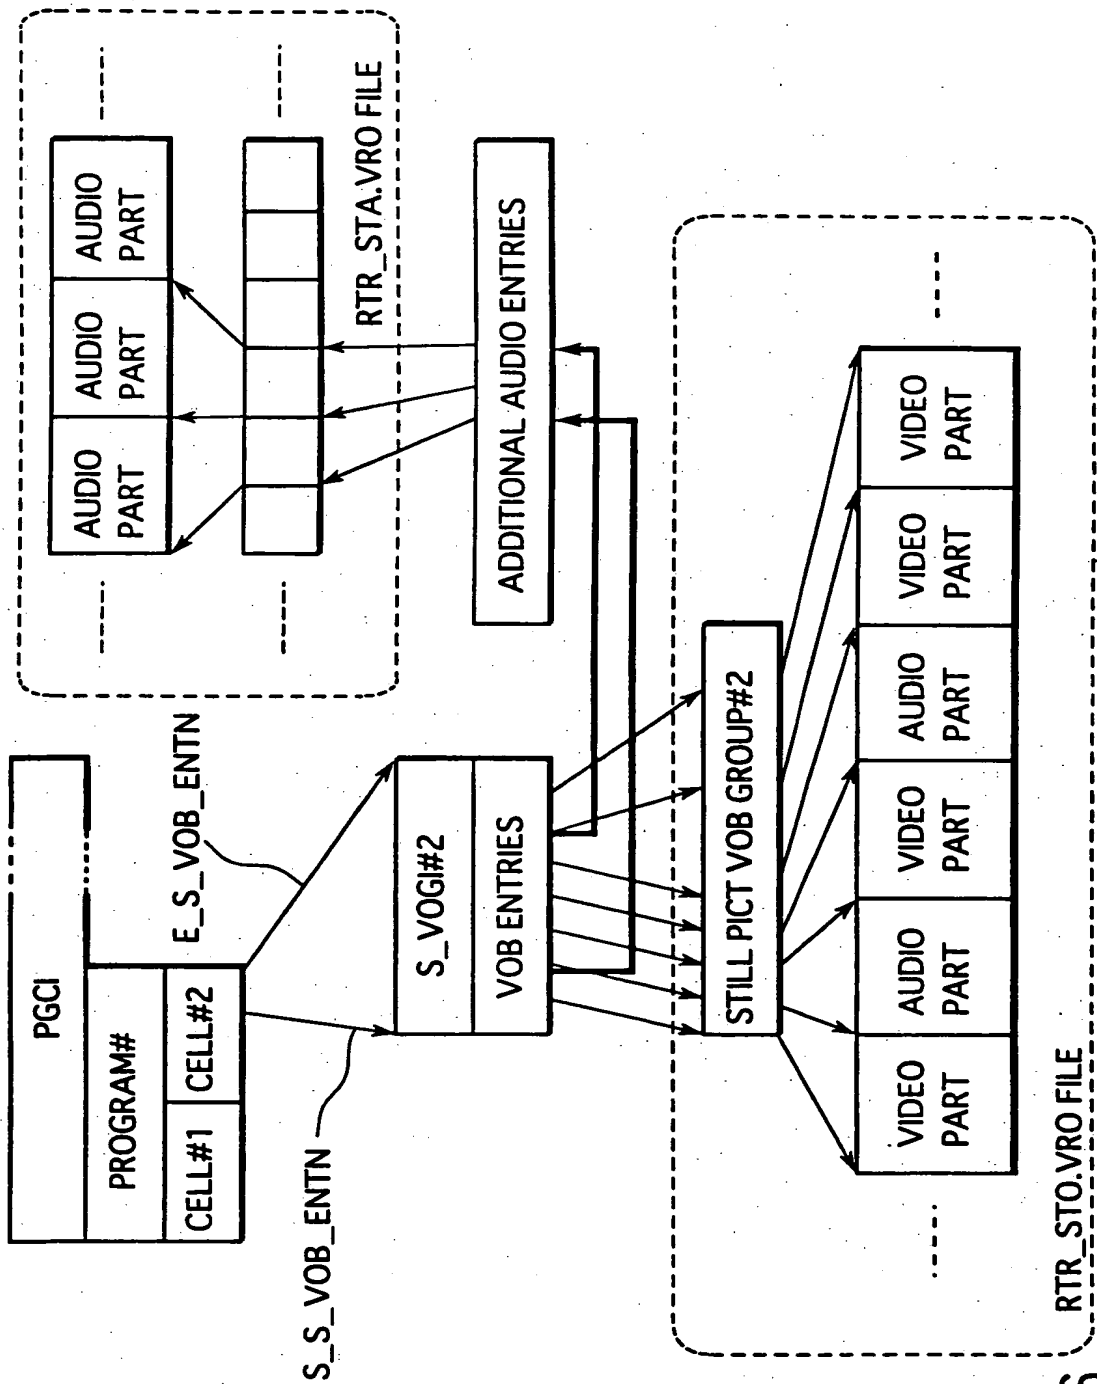 PGCI
PROGRAM#
CELL#1
CELL#2
S_S_VOB_ENTN
E_S_VOB_ENTN
S_VOGI#2
VOB ENTRIES
AUDIO
PART
AUDIO
PART
AUDIO
PART
RTR_STA.VRO FILE
ADDITIONAL AUDIO ENTRIES
STILL PICT VOB GROUP#2
VIDEO
PART
AUDIO
PART
VIDEO
PART
AUDIO
PART
VIDEO
PART
VIDEO
PART
RTR_STO.VRO FILE